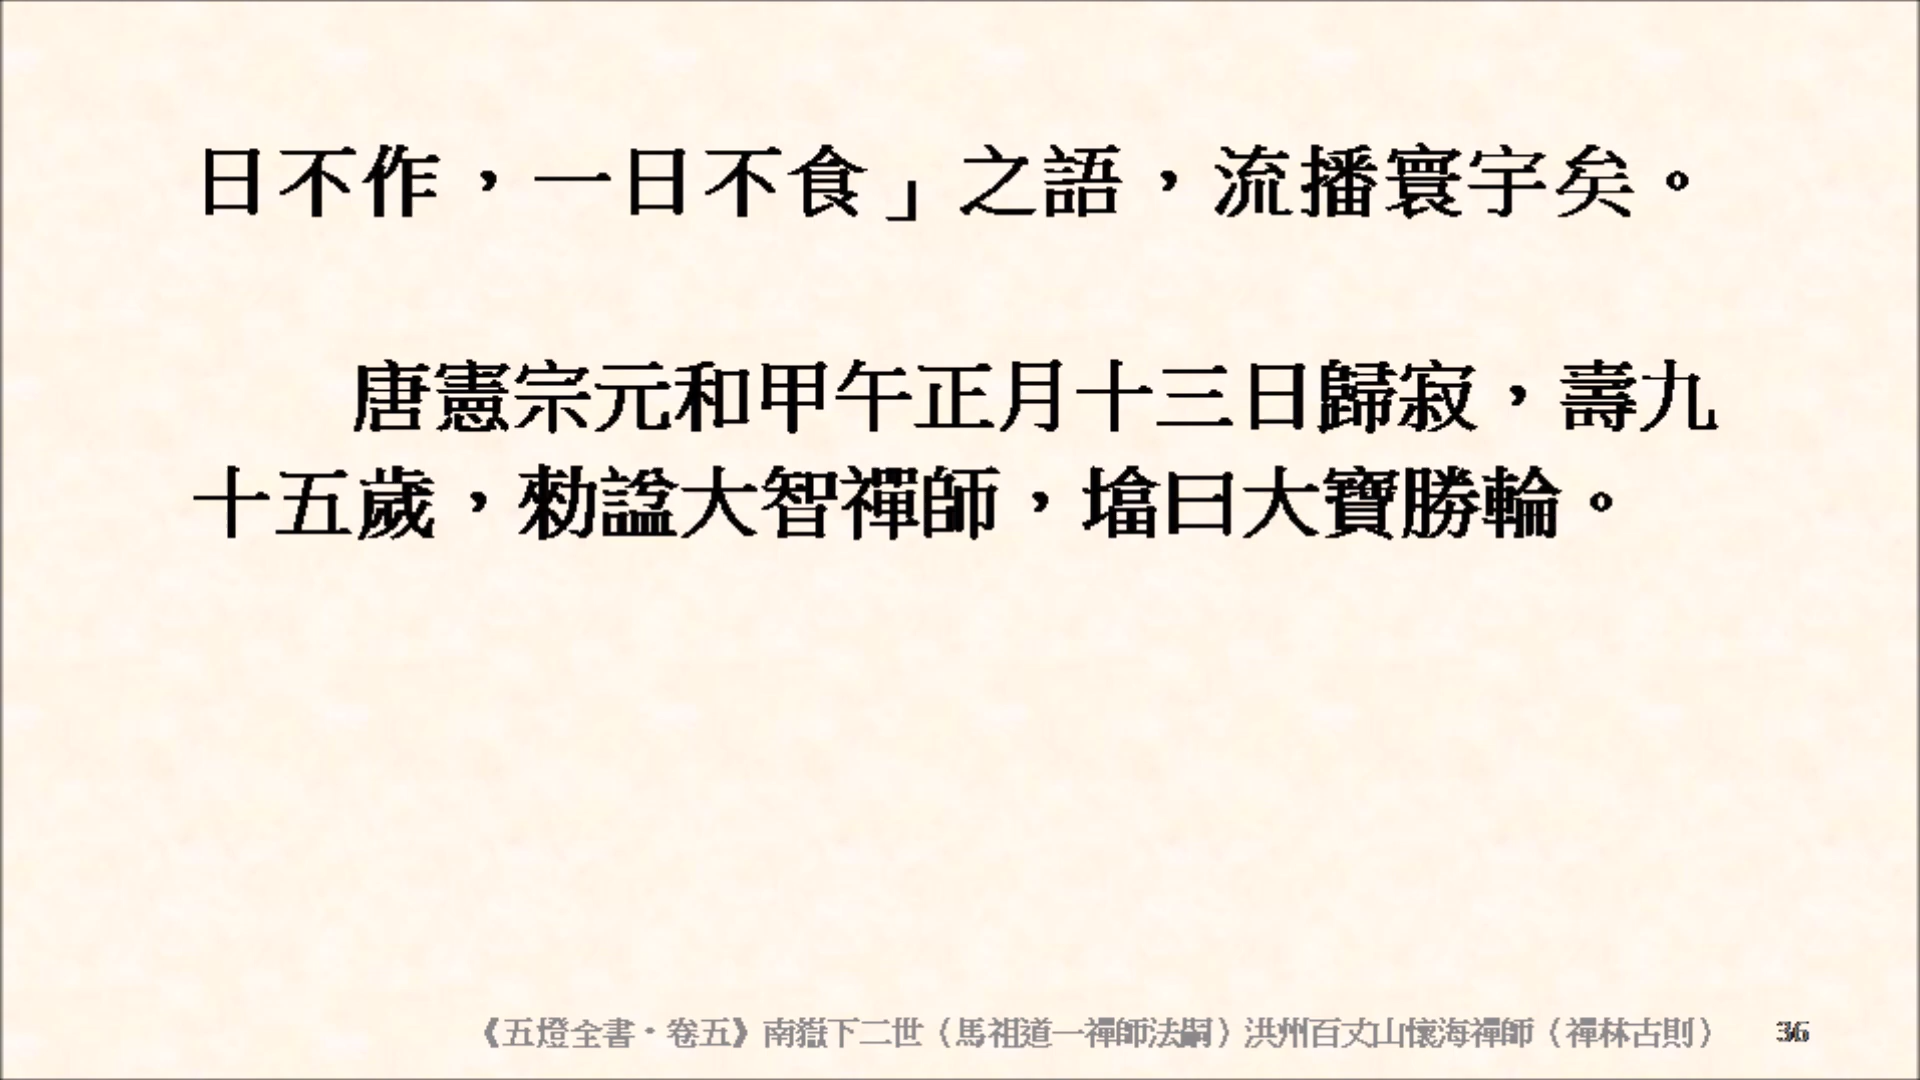 日不作，一日不食」之語，流播寰宇矣。
唐憲宗元和甲午正月十三日歸寂，壽九
十五歲，勑諡大智禪師，墖曰大寶勝輪。
《五燈全書·卷五》南嶽下二世（馬祖道一禪師法嗣）洪州百丈山懷海禪師（禪林古則） 36